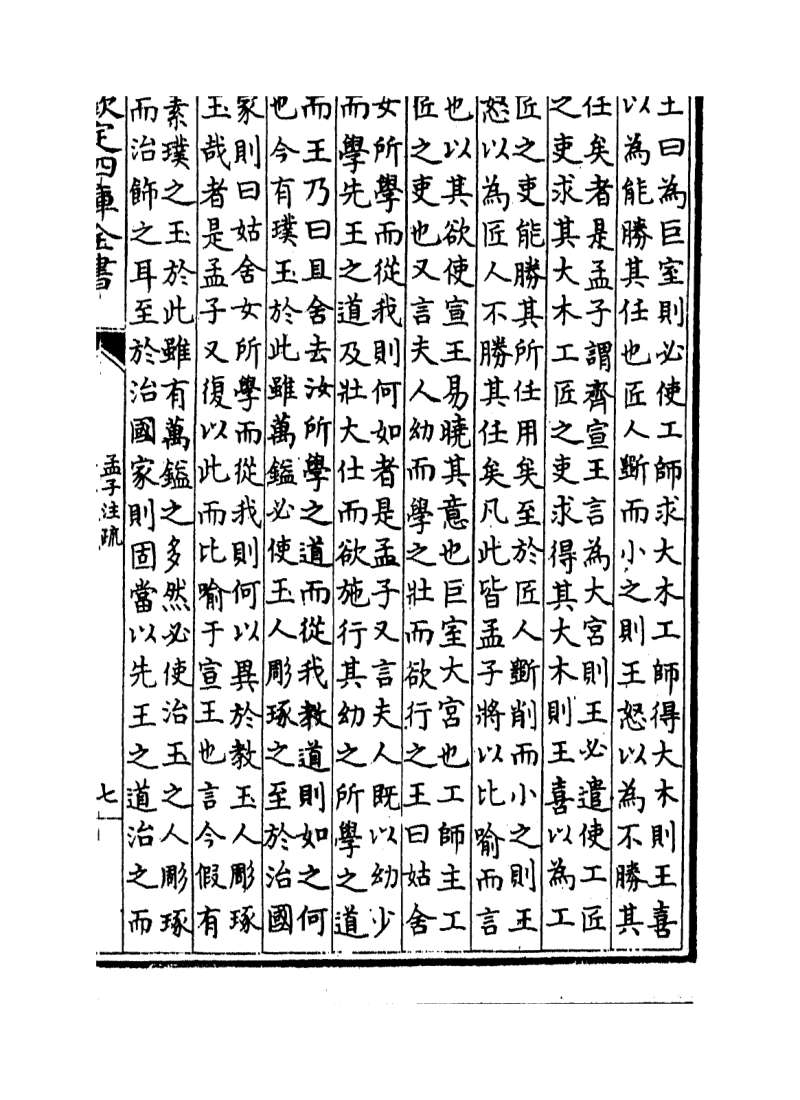 王曰為巨室則必使工師求大木工師得大木則王喜
以為能勝其任也匠人斲而小之則王怒以為不勝其
任矣者是孟子謂齊宣王言為大宮則王必遣使工匠
之吏求其大木工匠之吏求得其大木則王喜以為工
匠之吏能勝其所任用矣至於匠人斲削而小之則王
怒以為匠人不勝其任矣凡此皆孟子將以比喻而言
也以其欲使宣王易曉其意也巨室大宮也工師主工
匠之吏也又言夫人幼而學之壯而欲行之王曰姑舍
女所學而從我則何如者是孟子又言夫人既以幼少
而學先王之道及壯大仕而欲施行其幼之所學之道
而王乃曰且舍去汝所學之道而從我教道則如之何
也今有璞玉於此雖萬鎰必使玉人彫琢之至於治國
家則曰姑舍女所學而從我則何以異於教玉人彫琢
玉哉者是孟子又復以此而比喻于宣王也言今假有
素璞之玉於此雖有萬鎰之多然必使治玉之人彫琢
而治飾之耳至於治國家則固當以先王之道治之而
欽定四庫全書
孟子注疏
七